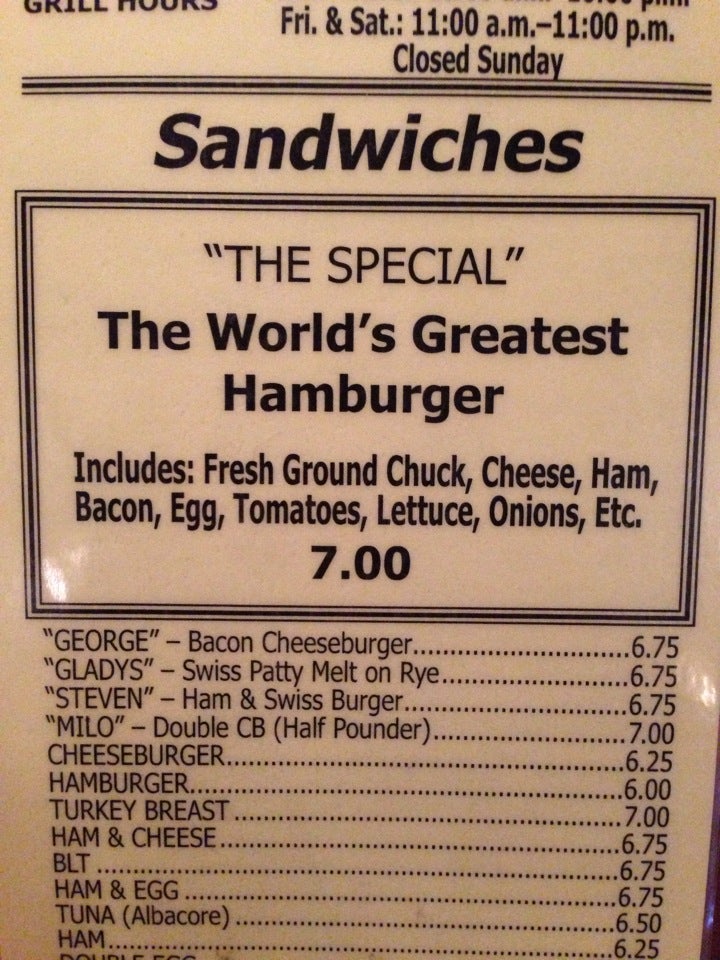 GRILL HOURS
Fri. & Sat.: 11:00 a.m.–11:00 p.m.
Closed Sunday
Sandwiches
"THE SPECIAL"
The World's Greatest
Hamburger
Includes: Fresh Ground Chuck, Cheese, Ham,
Bacon, Egg, Tomatoes, Lettuce, Onions, Etc.
7.00
"GEORGE" – Bacon Cheeseburger..............................6.75
"GLADYS" – Swiss Patty Melt on Rye..........................6.75
"STEVEN" – Ham & Swiss Burger...............................6.75
"MILO" – Double CB (Half Pounder)...........................7.00
CHEESEBURGER......................................................6.25
HAMBURGER...........................................................6.00
TURKEY BREAST......................................................7.00
HAM & CHEESE........................................................6.75
BLT.........................................................................6.75
HAM & EGG.............................................................6.75
TUNA (Albacore)......................................................6.50
HAM........................................................................6.25
DOUBLE EGG